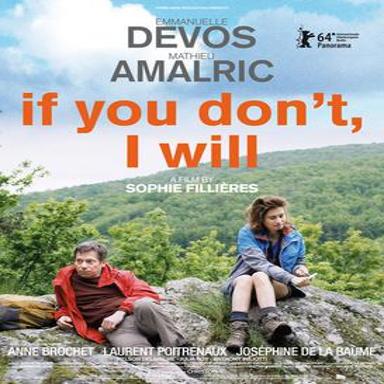 EMMANUELLE
DEVOS
MATHIEU
AMALRIC
64
Panorama
if you don't,
I will
A FILM BY
SOPHIE FILLIÈRES
ANNE BROCHET LAURENT POITRENAUX JOSÉPHINE DE LA BAUME